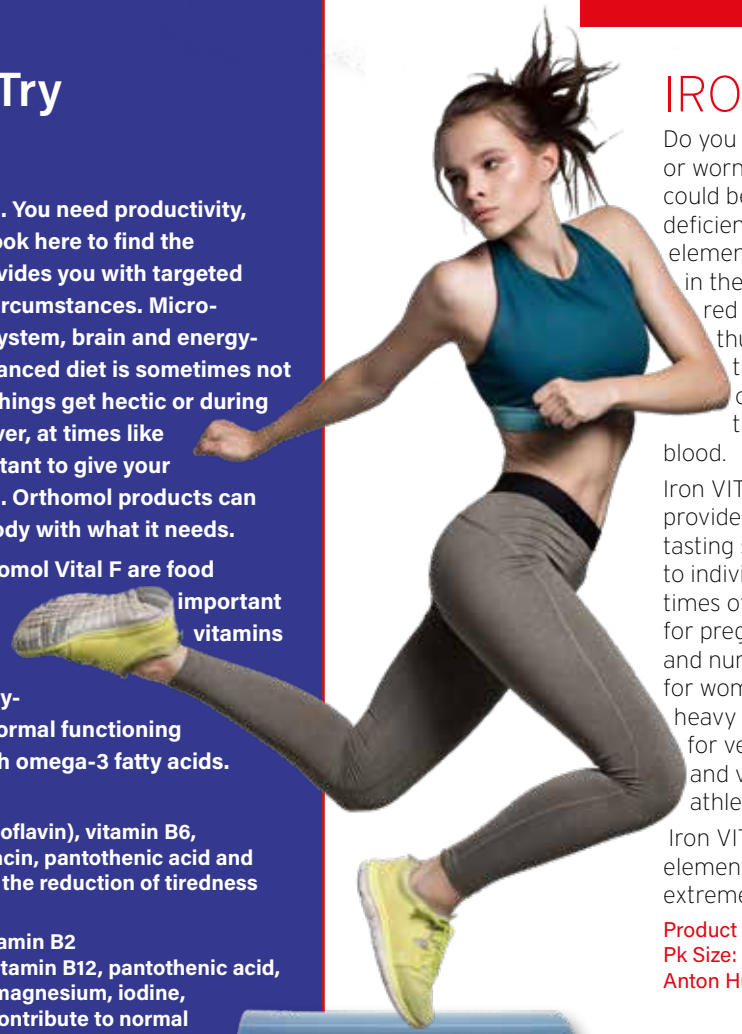 Try
. You need productivity,
ook here to find the
vides you with targeted
rcumstances. Micro-
ystem, brain and energy-
anced diet is sometimes not
hings get hectic or during
ver, at times like
tant to give your
. Orthomol products can
ody with what it needs.
omol Vital F are food
important
vitamins
y-
ormal functioning
h omega-3 fatty acids.
oflavin), vitamin B6,
acin, pantothenic acid and
the reduction of tiredness
amin B2
tamin B12, pantothenic acid,
magnesium, iodine,
ontribute to normal
IRO
Do you
or worn
could be
deficien
elemen
in the
red
thu
t
t
blood.
Iron VIT
provide
tasting s
to indivi
times of
for preg
and nur
for wom
heavy
for ve
and v
athle
Iron VIT
element
extreme
Product
Pk Size:
Anton Hu